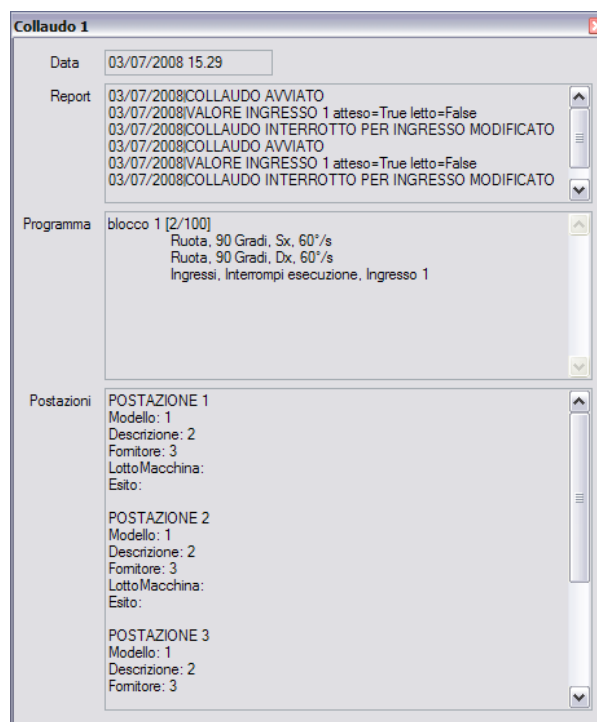 Collaudo 1
Data 03/07/2008 15.29
Report 03/07/2008|COLLAUDO AVVIATO
03/07/2008|VALORE INGRESSO 1 atteso=True letto=False
03/07/2008|COLLAUDO INTERROTTO PER INGRESSO MODIFICATO
03/07/2008|COLLAUDO AVVIATO
03/07/2008|VALORE INGRESSO 1 atteso=True letto=False
03/07/2008|COLLAUDO INTERROTTO PER INGRESSO MODIFICATO
Programma blocco 1 [2/100]
Ruota, 90 Gradi, Sx, 60°/s
Ruota, 90 Gradi, Dx, 60°/s
Ingressi, Interrompi esecuzione, Ingresso 1
Postazioni POSTAZIONE 1
Modello: 1
Descrizione: 2
Fornitore: 3
LottoMacchina:
Esito:
POSTAZIONE 2
Modello: 1
Descrizione: 2
Fornitore: 3
LottoMacchina:
Esito:
POSTAZIONE 3
Modello: 1
Descrizione: 2
Fornitore: 3